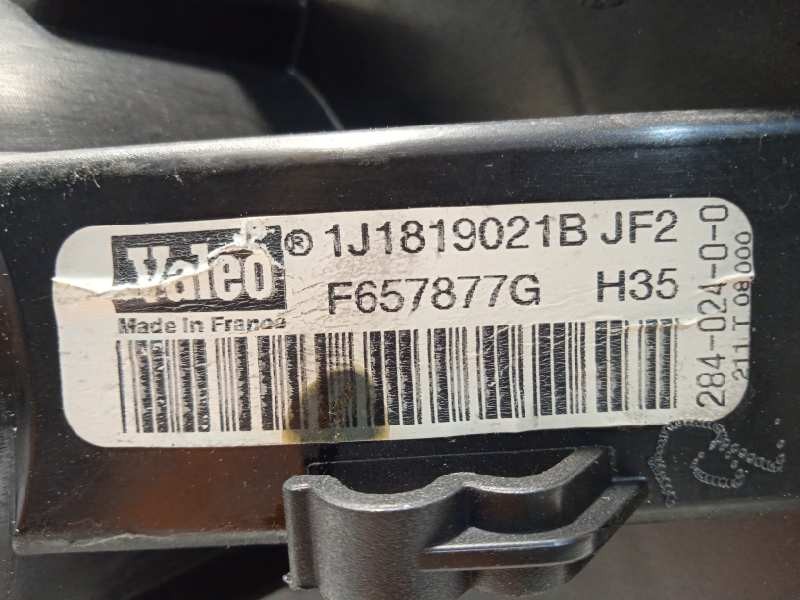 Valeo ® 1J1819021B JF2
F657877G H35
Made In France
284-024-0-0
211 T 08 000